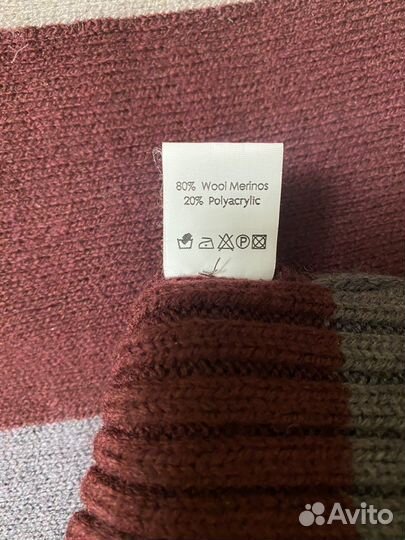 80% Wool Merinos
20% Polyacrylic
P
Avito